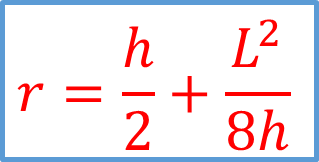 r = h/2 + L²/8h